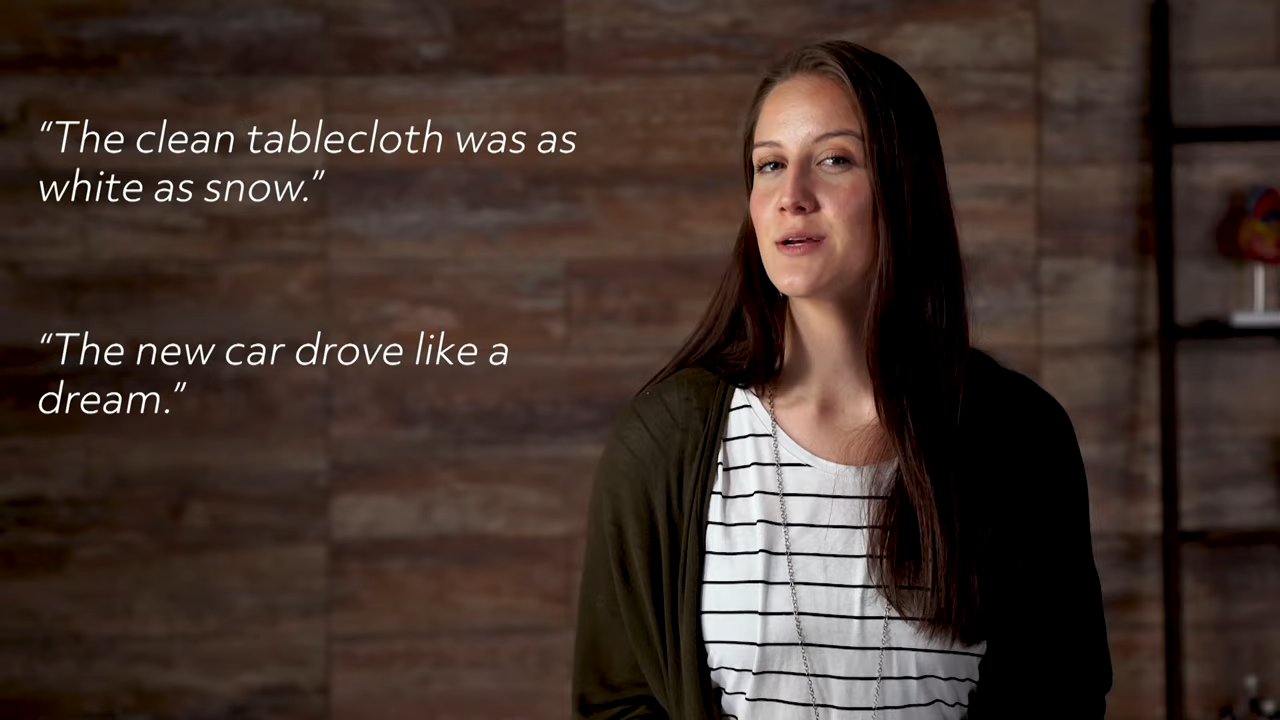 “The clean tablecloth was as
white as snow.”
“The new car drove like a
dream.”